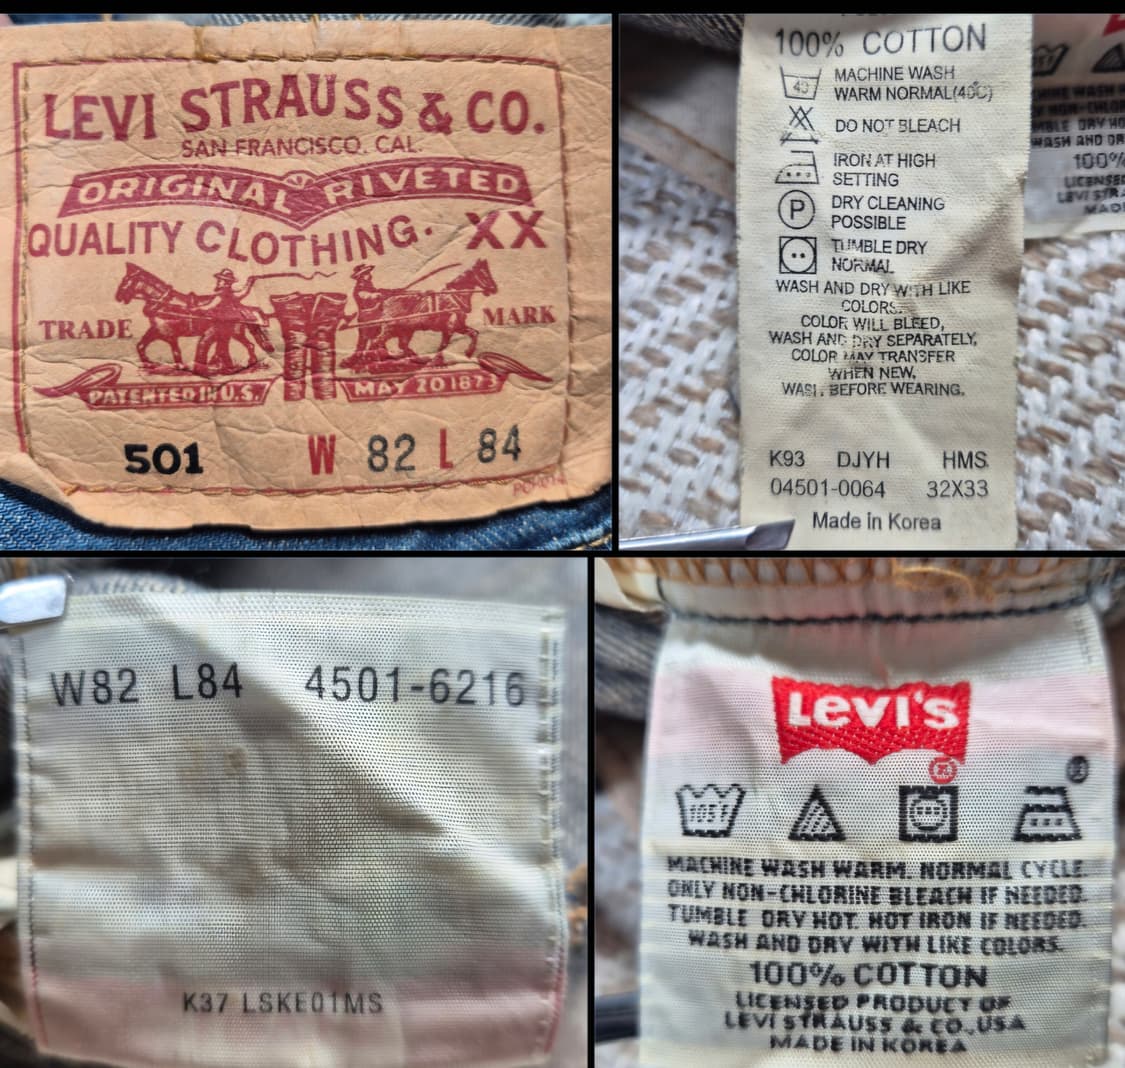 LEVI STRAUSS & CO.
SAN FRANCISCO. CAL
ORIGINAL RIVETED
QUALITY CLOTHING. XX
TRADE MARK
PATENTED IN U.S. MAY 20 1873
501 W 82 L 84
100% COTTON
40
MACHINE WASH
WARM NORMAL(40C)
DO NOT BLEACH
IRON AT HIGH
SETTING
P
DRY CLEANING
POSSIBLE
TUMBLE DRY
NORMAL
WASH AND DRY WITH LIKE
COLORS.
COLOR WILL BLEED,
WASH AND DRY SEPARATELY,
COLOR MAY TRANSFER
WHEN NEW,
WASH BEFORE WEARING.
K93 DJYH HMS
04501-0064 32X33
Made in Korea
100%
LICENSED
W82 L84 4501-6216
K37 LSKE01MS
Levi's
105F
MACHINE WASH WARM. NORMAL CYCLE.
ONLY NON-CHLORINE BLEACH IF NEEDED.
TUMBLE DRY HOT. HOT IRON IF NEEDED.
WASH AND DRY WITH LIKE COLORS.
100% COTTON
LICENSED PRODUCT OF
LEVI STRAUSS & CO.,USA
MADE IN KOREA